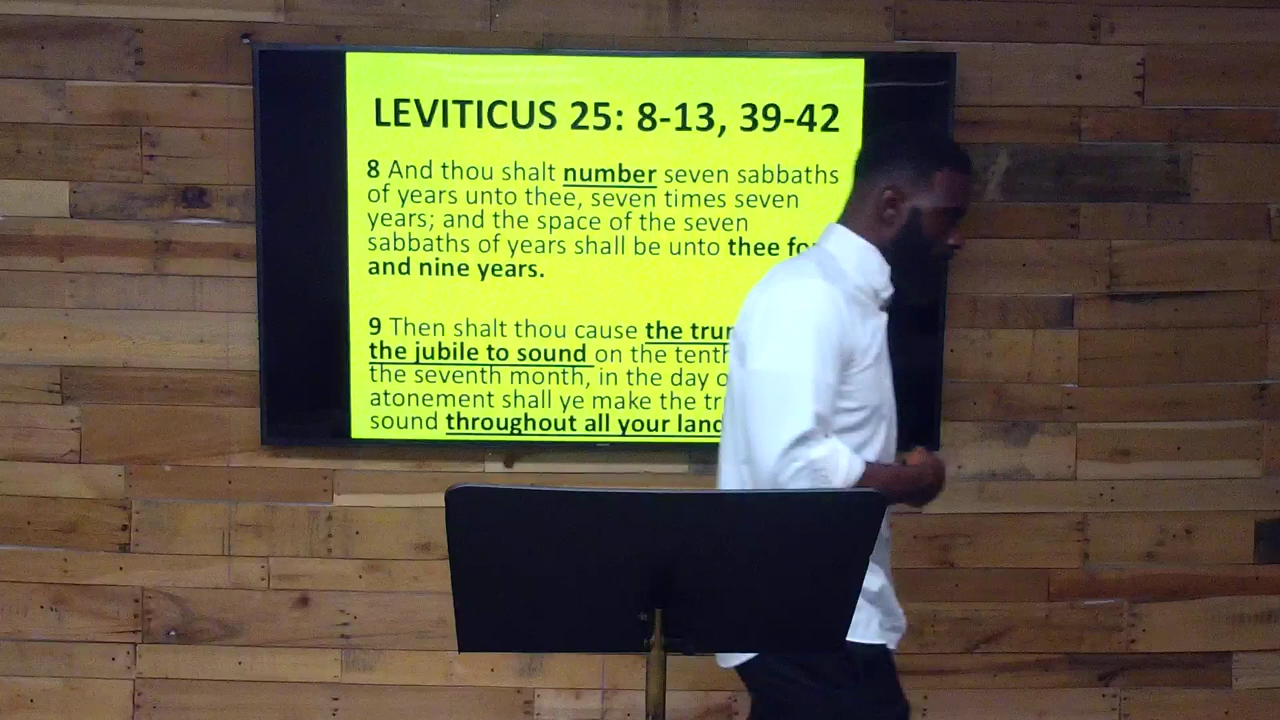 LEVITICUS 25: 8-13, 39-42
8 And thou shalt number seven sabbaths
of years unto thee, seven times seven
years; and the space of the seven
sabbaths of years shall be unto thee
and nine years.
9 Then shalt thou cause the
the jubile to sound on the tenth
the seventh month, in the day
atonement shall ye make the
sound throughout all your land